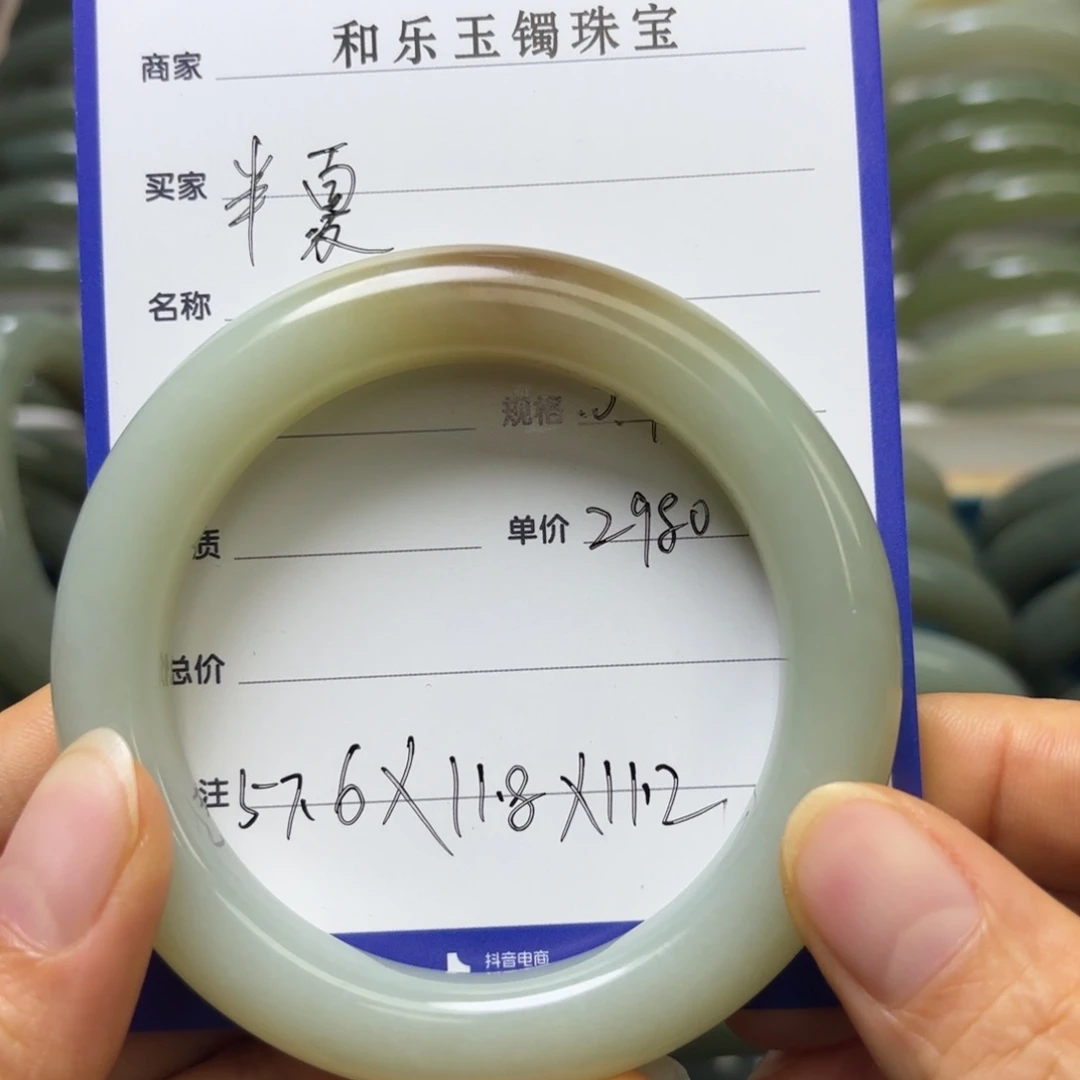 商家 和乐玉镯珠宝
买家 半夏
名称
规格
质 单价 2980
总价
注 57.6X11.8X11.2
抖音电商